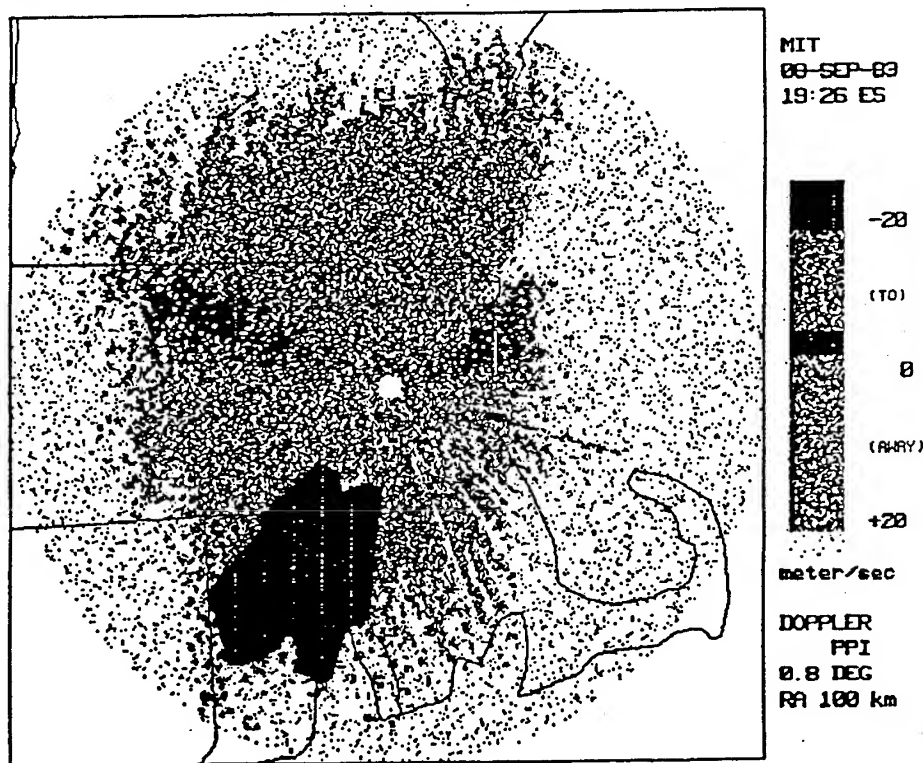 MIT
08-SEP-83
19:26 ES
-20
(TO)
0
(AWAY)
+20
meter/sec
DOPPLER
PPI
0.8 DEG
RA 100 km